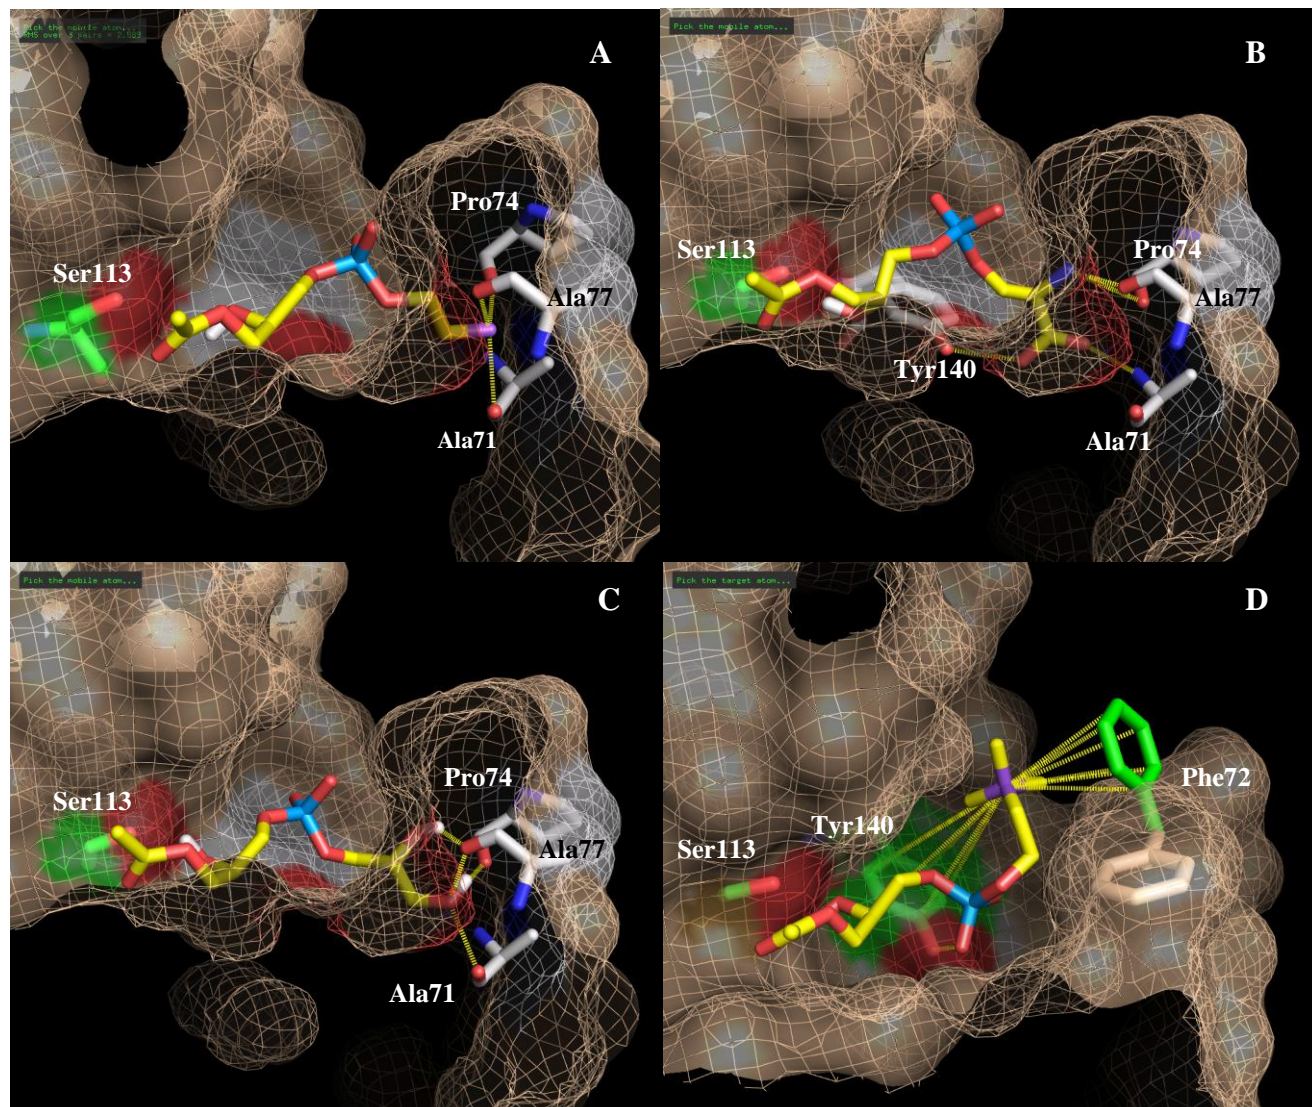 Pick the mobile atom...
A
Pro74
Ser113
Ala77
Ala71
Pick the mobile atom...
B
Ser113
Pro74
Ala77
Tyr140
Ala71
Pick the mobile atom...
C
Pro74
Ser113
Ala77
Ala71
Pick the target atom...
D
Phe72
Tyr140
Ser113